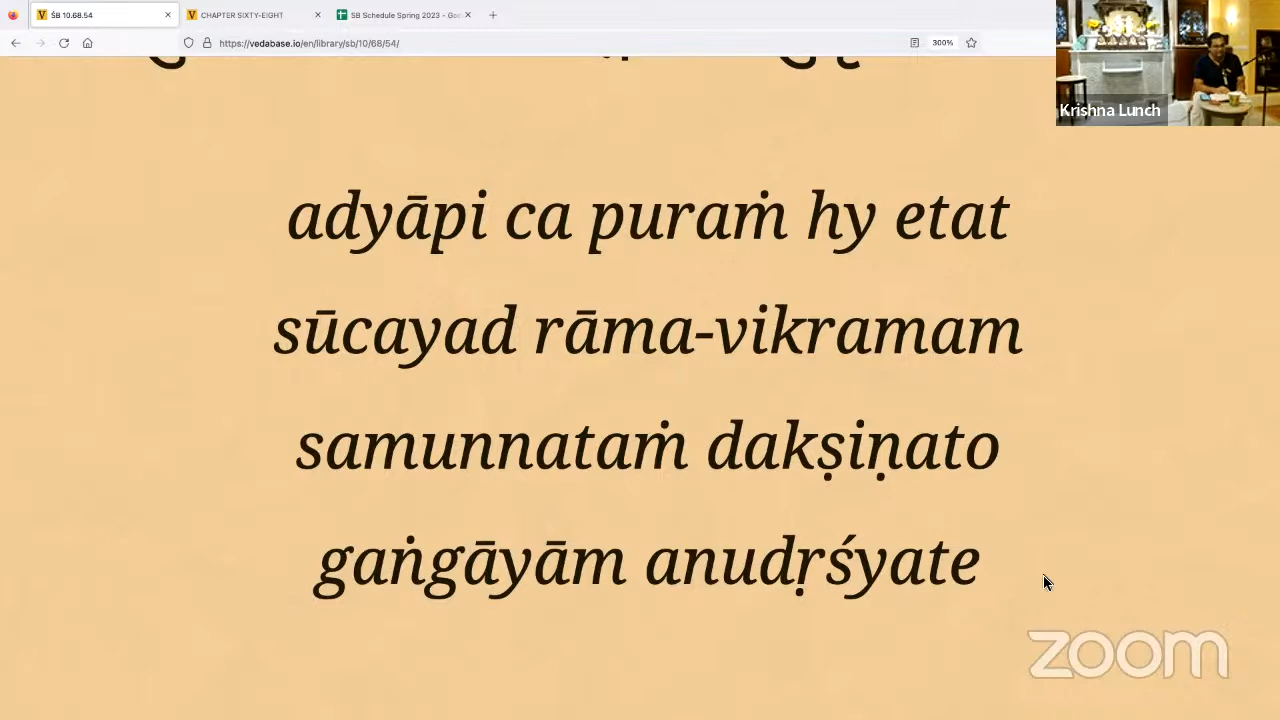 ŚB 10.68.54
CHAPTER SIXTY-EIGHT
SB Schedule Spring 2023 - Goo
https://vedabase.io/en/library/sb/10/68/54/
300%
Krishna Lunch
adyāpi ca puraṁ hy etat
sūcayad rāma-vikramam
samunnataṁ dakṣiṇato
gaṅgāyām anudṛśyate
zoom